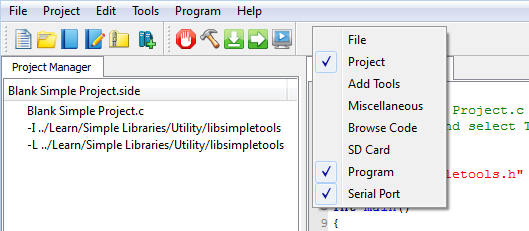 File Project Edit Tools Program Help
Project Manager
Blank Simple Project.side
Blank Simple Project.c
-I ../Learn/Simple Libraries/Utility/libsimpletools
-L ../Learn/Simple Libraries/Utility/libsimpletools
File
Project
Add Tools
Miscellaneous
Browse Code
SD Card
Program
Serial Port
Project.c
nd select T
letools.h"
int main()
9 {